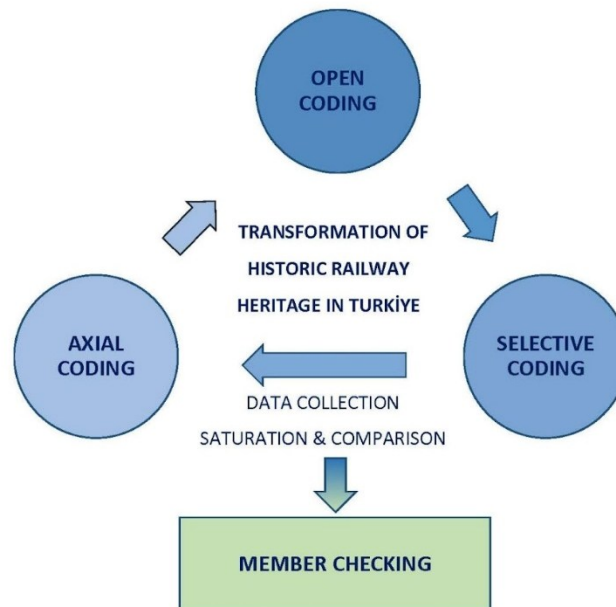 OPEN
CODING
TRANSFORMATION OF
HISTORIC RAILWAY
HERITAGE IN TURKİYE
AXIAL
CODING
SELECTIVE
CODING
DATA COLLECTION
SATURATION & COMPARISON
MEMBER CHECKING